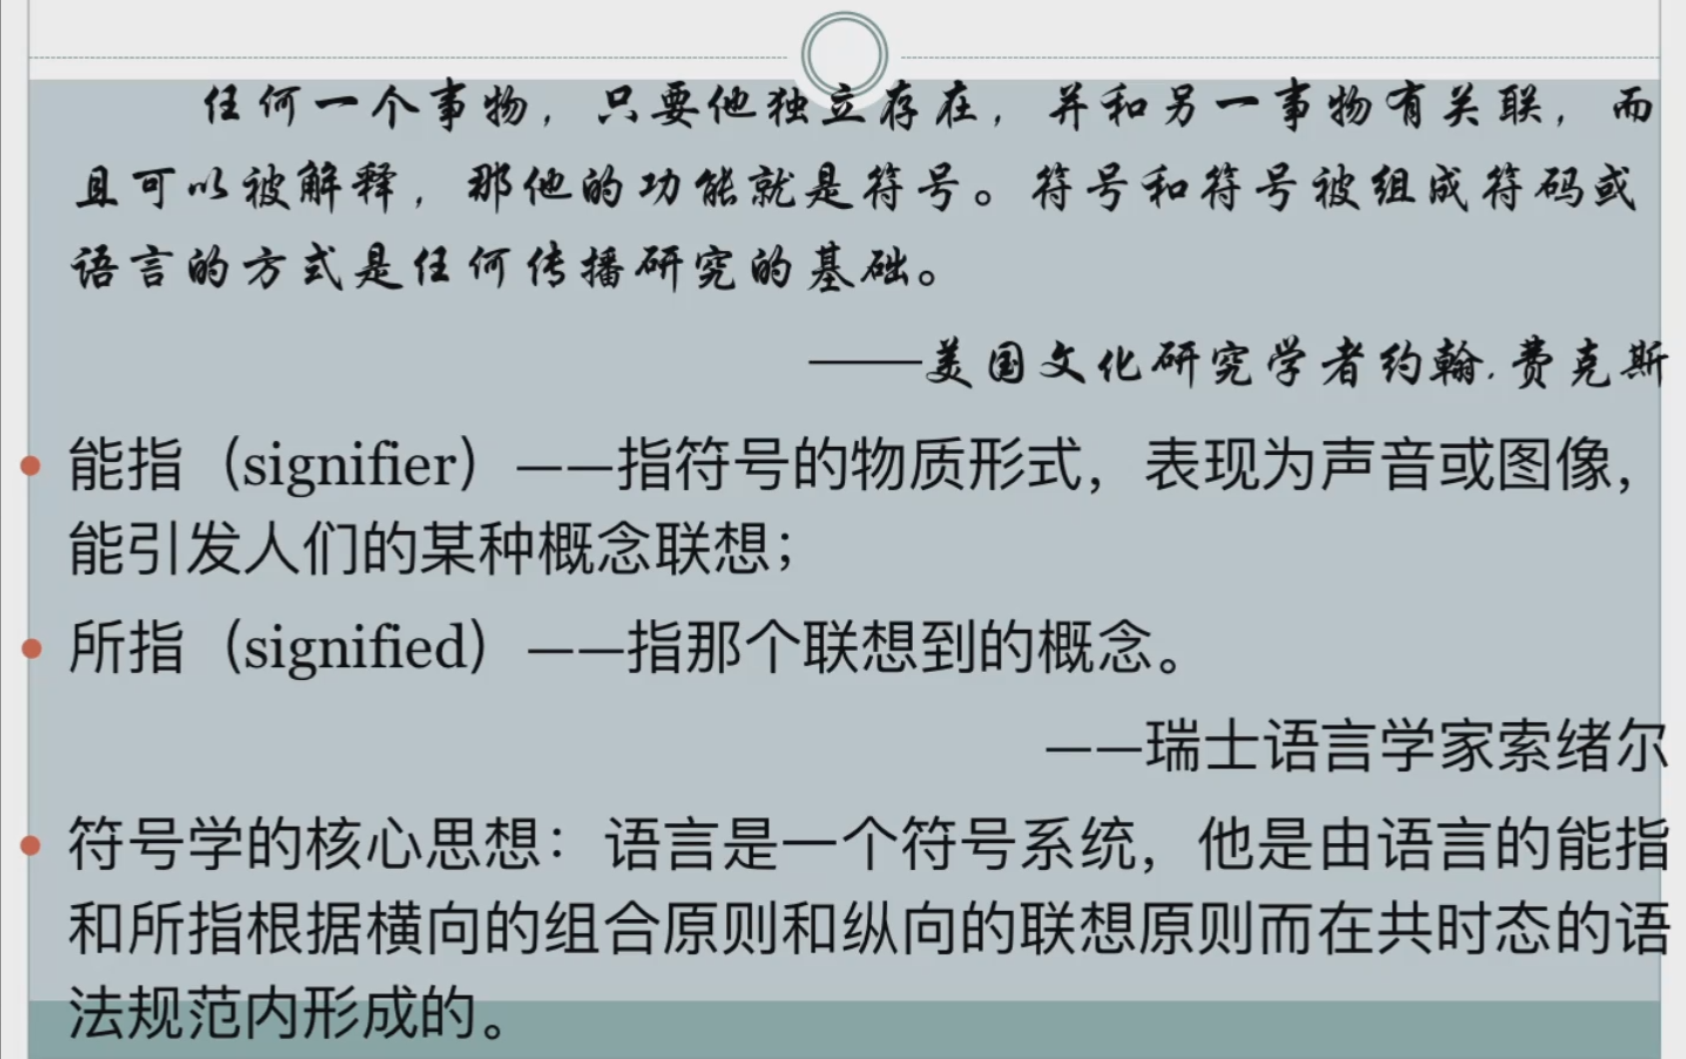 任何一个事物，只要他独立存在，并和另一事物有关联，而
且可以被解释，那他的功能就是符号。符号和符号被组成符码或
语言的方式是任何传播研究的基础。
——美国文化研究学者约翰.费克斯
能指（signifier）——指符号的物质形式，表现为声音或图像，
能引发人们的某种概念联想；
所指（signified）——指那个联想到的概念。
——瑞士语言学家索绪尔
符号学的核心思想：语言是一个符号系统，他是由语言的能指
和所指根据横向的组合原则和纵向的联想原则而在共时态的语
法规范内形成的。